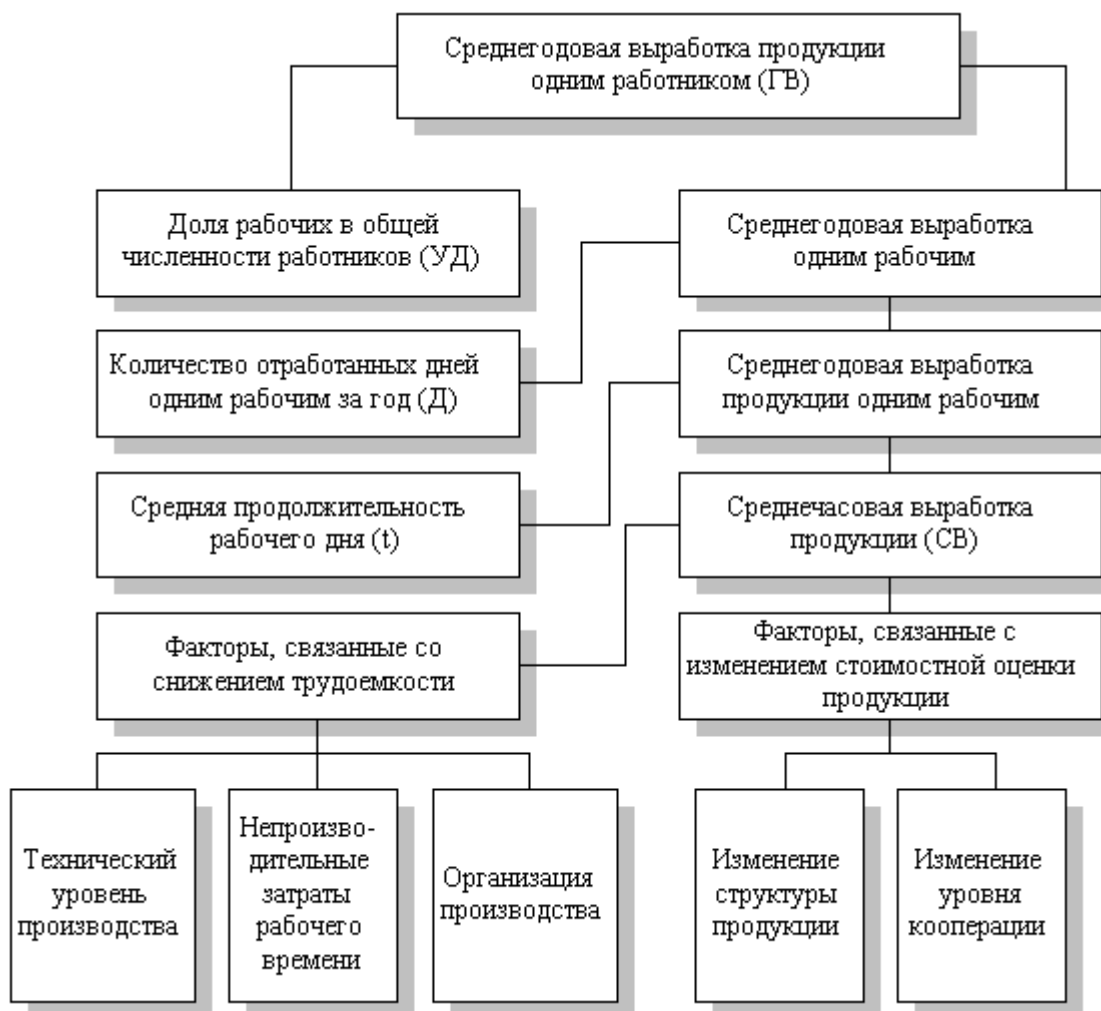 Среднегодовая выработка продукции
одним работником (ГВ)
Доля рабочих в общей
численности работников (УД)
Среднегодовая выработка
одним рабочим
Количество отработанных дней
одним рабочим за год (Д)
Среднегодовая выработка
продукции одним рабочим
Средняя продолжительность
рабочего дня (t)
Среднечасовая выработка
продукции (СВ)
Факторы, связанные со
снижением трудоемкости
Факторы, связанные с
изменением стоимостной оценки
продукции
Технический
уровень
производства
Непроизво-
дительные
затраты
рабочего
времени
Организация
производства
Изменение
структуры
продукции
Изменение
уровня
кооперации